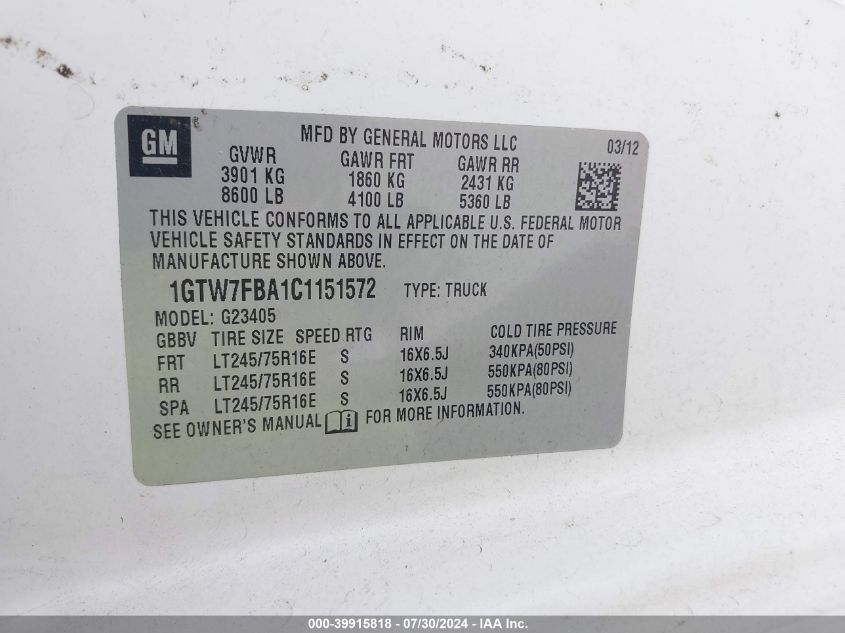 GM
MFD BY GENERAL MOTORS LLC 03/12
GVWR GAWR FRT GAWR RR
3901 KG 1860 KG 2431 KG
8600 LB 4100 LB 5360 LB
THIS VEHICLE CONFORMS TO ALL APPLICABLE U.S. FEDERAL MOTOR
VEHICLE SAFETY STANDARDS IN EFFECT ON THE DATE OF
MANUFACTURE SHOWN ABOVE.
1GTW7FBA1C1151572 TYPE: TRUCK
MODEL: G23405
GBBV TIRE SIZE SPEED RTG RIM COLD TIRE PRESSURE
FRT LT245/75R16E S 16X6.5J 340KPA(50PSI)
RR LT245/75R16E S 16X6.5J 550KPA(80PSI)
SPA LT245/75R16E S 16X6.5J 550KPA(80PSI)
SEE OWNER'S MANUAL FOR MORE INFORMATION.
000-39915818 - 07/30/2024 - IAA Inc.